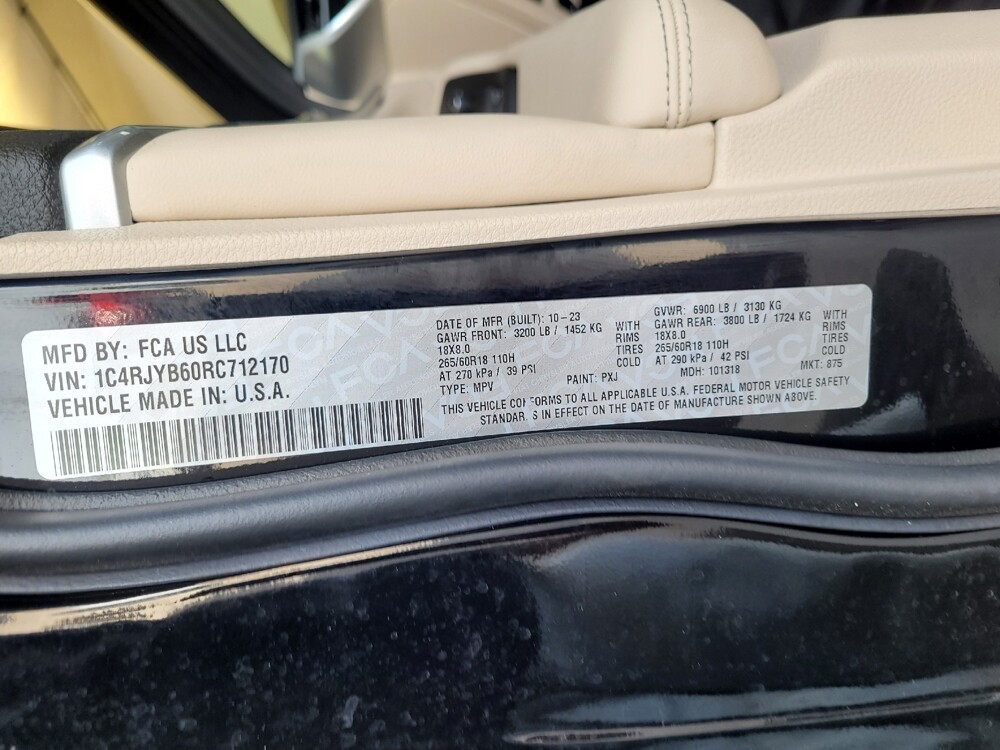 MFD BY: FCA US LLC
VIN: 1C4RJYB60RC712170
VEHICLE MADE IN: U.S.A.
DATE OF MFR (BUILT): 10-23
GAWR FRONT: 3200 LB / 1452 KG WITH
18X8.0 RIMS
265/60R18 110H TIRES
AT 270 kPa / 39 PSI COLD
TYPE: MPV PAINT: PXJ
GVWR: 6900 LB / 3130 KG
GAWR REAR: 3800 LB / 1724 KG WITH
18X8.0 RIMS
265/60R18 110H TIRES
AT 290 kPa / 42 PSI COLD
MDH: 101318 MKT: 875
THIS VEHICLE CONFORMS TO ALL APPLICABLE U.S.A. FEDERAL MOTOR VEHICLE SAFETY
STANDARDS IN EFFECT ON THE DATE OF MANUFACTURE SHOWN ABOVE.